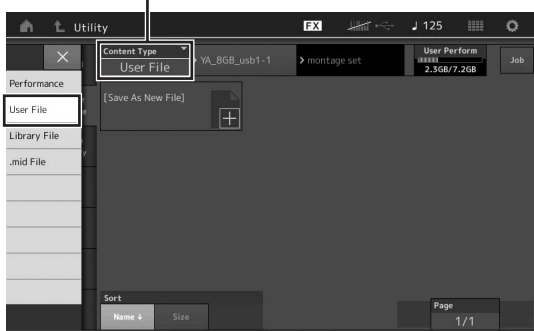 Utility
FX
125
Content Type
User File
YA_8GB_usb1-1
montage set
User Perform
2.3GB/7.2GB
Job
Performance
User File
Library File
.mid File
[Save As New File]
Sort
Name
Size
Page
1/1